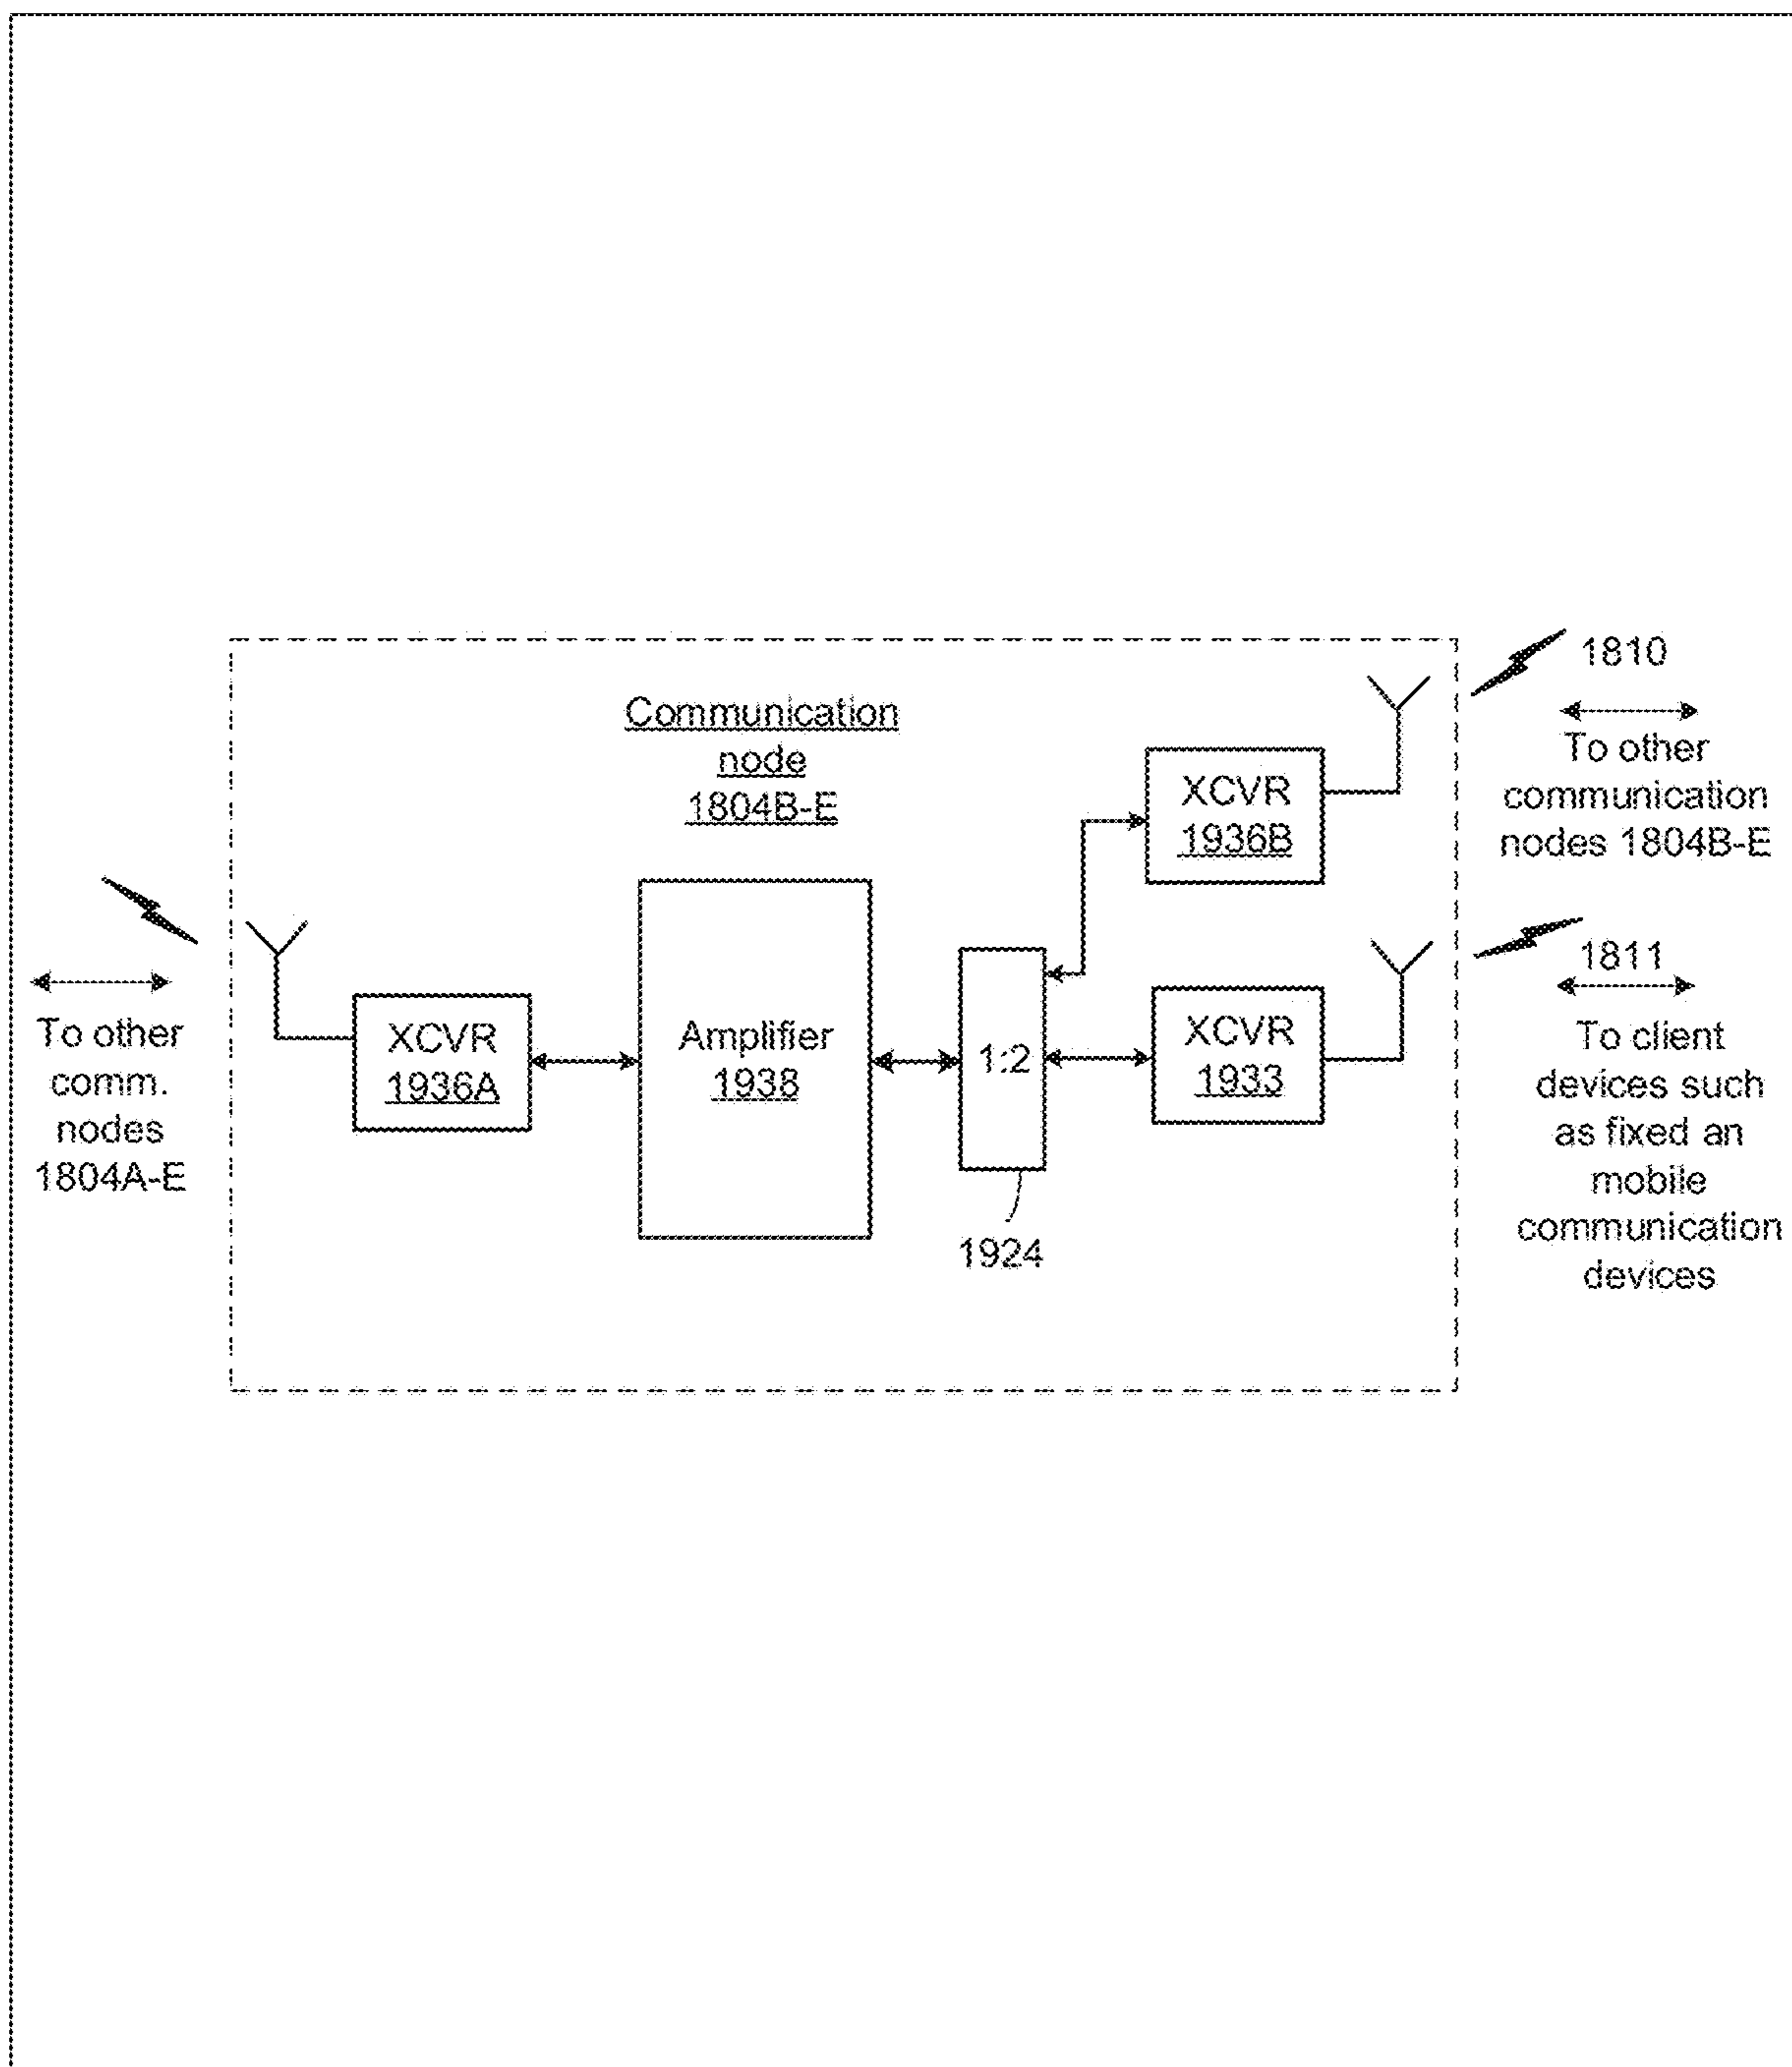 Communication
node
1804B-E
To other
comm.
nodes
1804A-E
XCVR
1936A
Amplifier
1938
1:2
1924
XCVR
1936B
XCVR
1933
1810
To other
communication
nodes 1804B-E
1811
To client
devices such
as fixed an
mobile
communication
devices